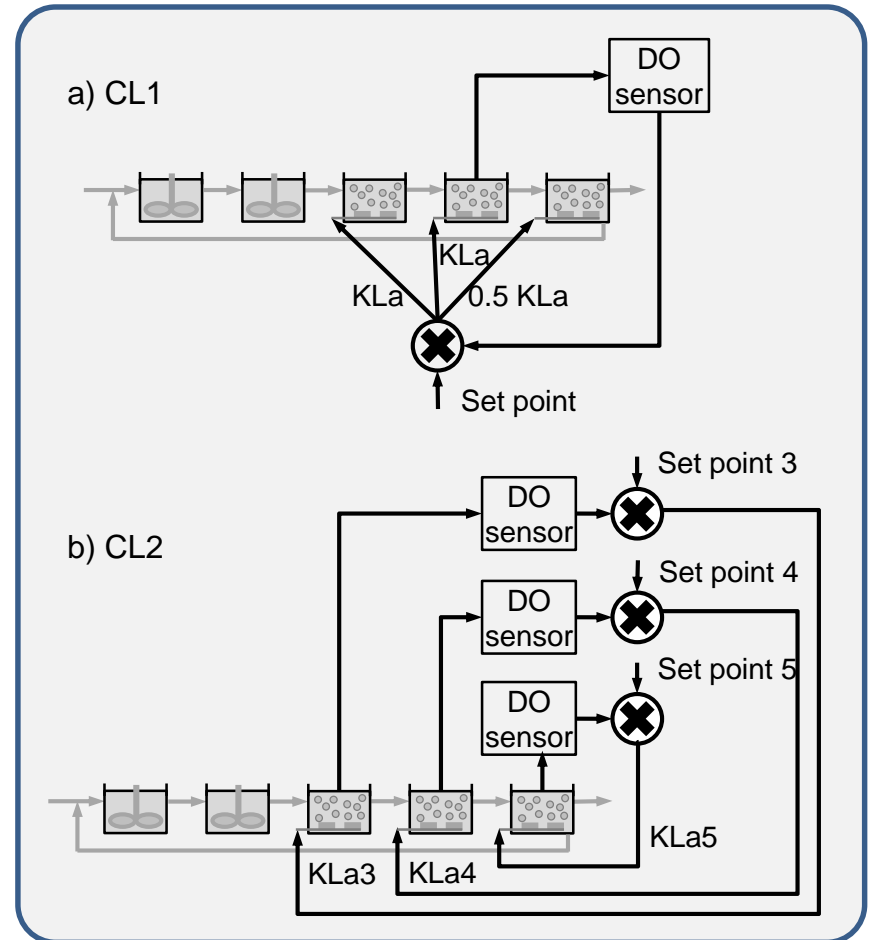 a) CL1
DO
sensor
KLa
KLa
0.5 KLa
Set point
b) CL2
Set point 3
DO
sensor
Set point 4
DO
sensor
Set point 5
DO
sensor
KLa3
KLa4
KLa5